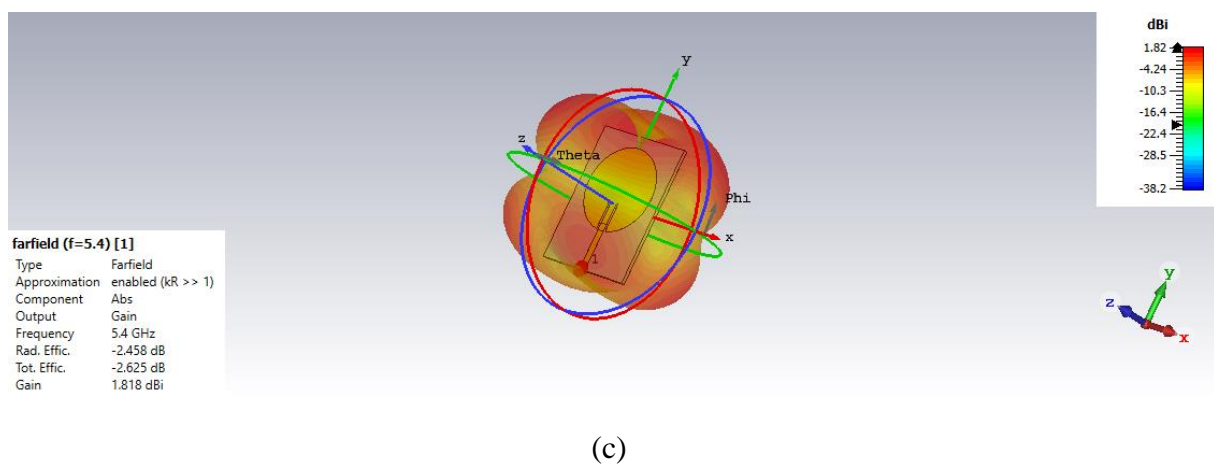 dBi
1.82
-4.24
-10.3
-16.4
-22.4
-28.5
-38.2
y
z
Theta
Phi
x
1
farfield (f=5.4) [1]
Type Farfield
Approximation enabled (kR >> 1)
Component Abs
Output Gain
Frequency 5.4 GHz
Rad. Effic. -2.458 dB
Tot. Effic. -2.625 dB
Gain 1.818 dBi
y
z
x
(c)